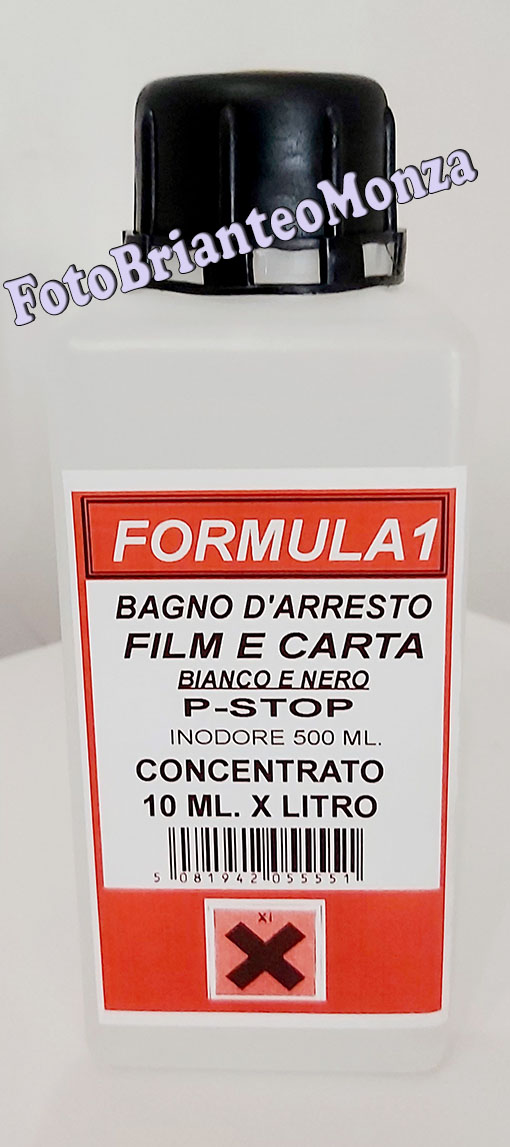 FotoBrianteoMonza
FORMULA1
BAGNO D'ARRESTO
FILM E CARTA
BIANCO E NERO
P-STOP
INODORE 500 ML.
CONCENTRATO
10 ML. X LITRO
5 081942 055551
XI